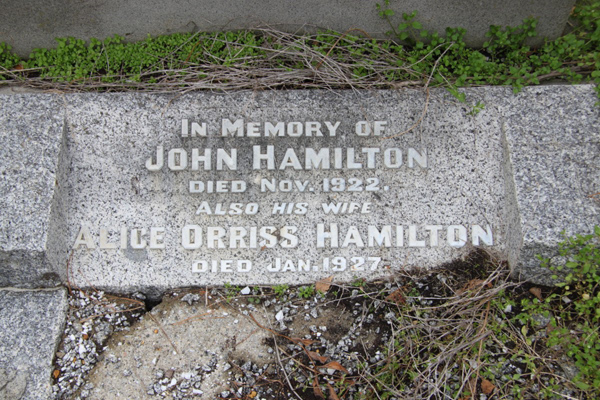 IN MEMORY OF
JOHN HAMILTON
DIED NOV. 1922.
ALSO HIS WIFE
ALICE ORRISS HAMILTON
DIED JAN. 1927.